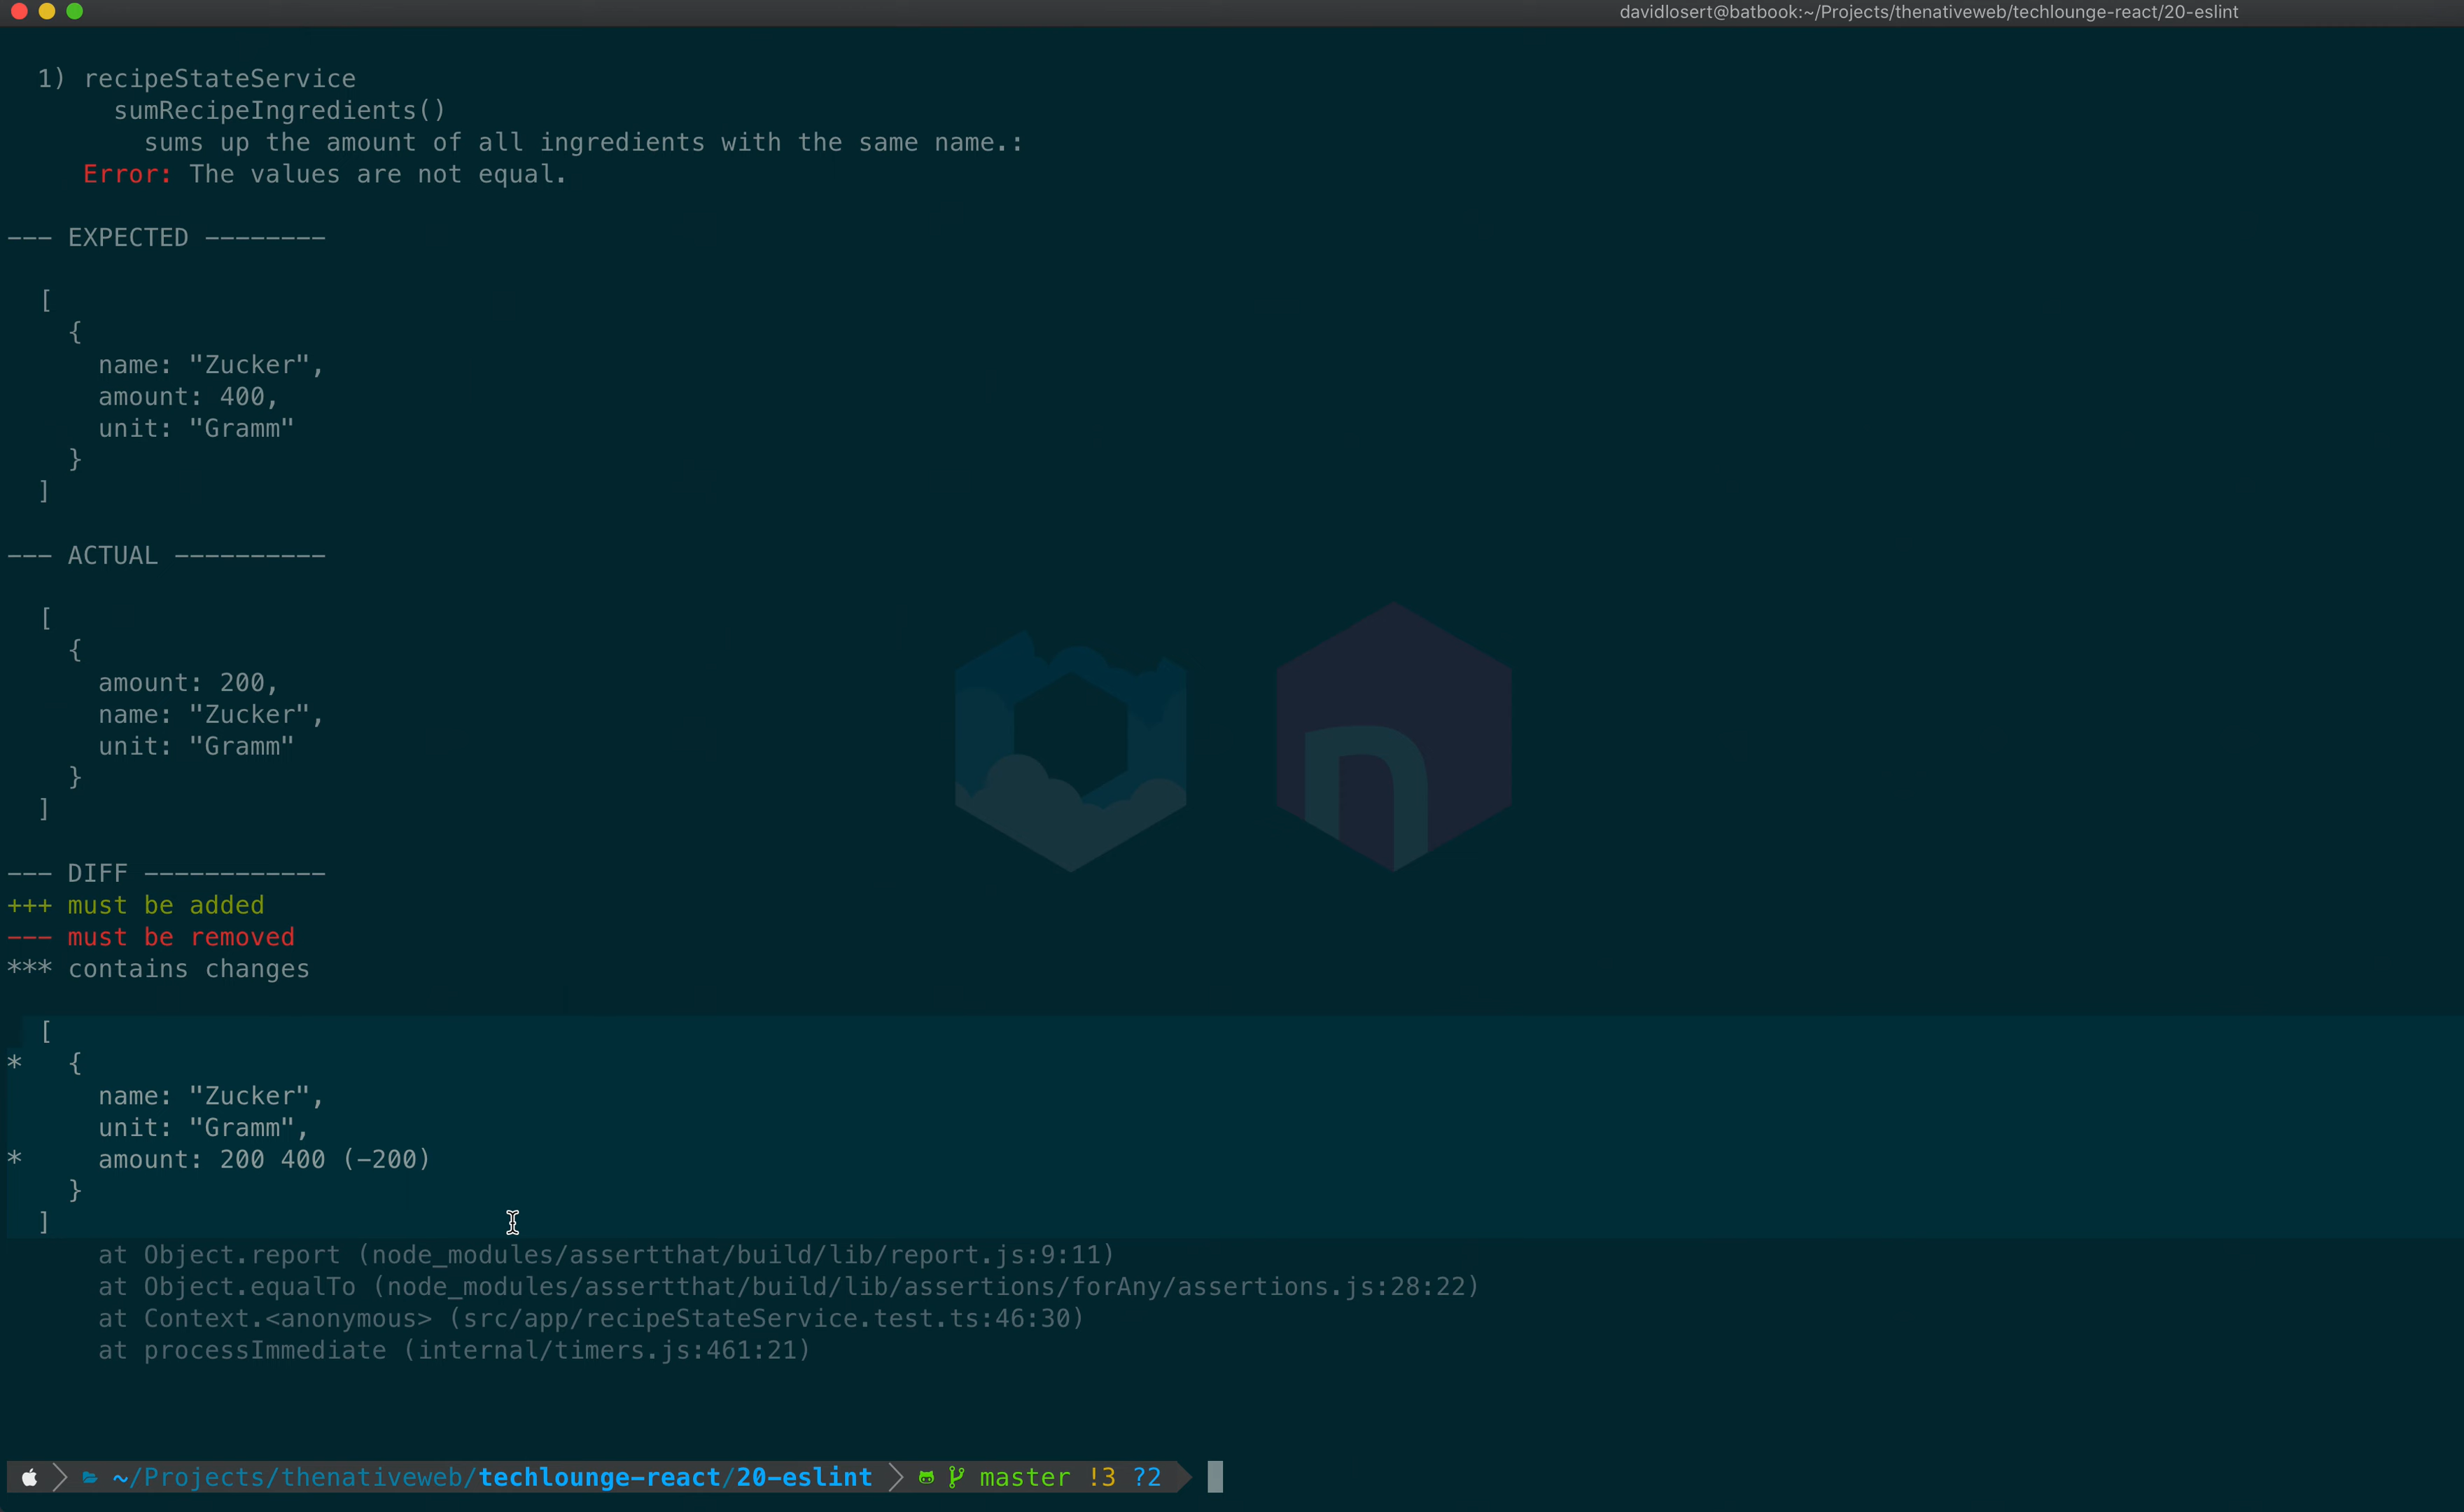 davidlosert@batbook:~/Projects/thenativeweb/techlounge-react/20-eslint
1) recipeStateService
sumRecipeIngredients()
sums up the amount of all ingredients with the same name.:
Error: The values are not equal.
--- EXPECTED --------
[
{
name: "Zucker",
amount: 400,
unit: "Gramm"
}
]
--- ACTUAL ----------
[
{
amount: 200,
name: "Zucker",
unit: "Gramm"
}
]
--- DIFF ------------
+++ must be added
--- must be removed
*** contains changes
[
* {
name: "Zucker",
unit: "Gramm",
* amount: 200 400 (-200)
}
]
at Object.report (node_modules/assertthat/build/lib/report.js:9:11)
at Object.equalTo (node_modules/assertthat/build/lib/assertions/forAny/assertions.js:28:22)
at Context.<anonymous> (src/app/recipeStateService.test.ts:46:30)
at processImmediate (internal/timers.js:461:21)
~/Projects/thenativeweb/techlounge-react/20-eslint master !3 ?2